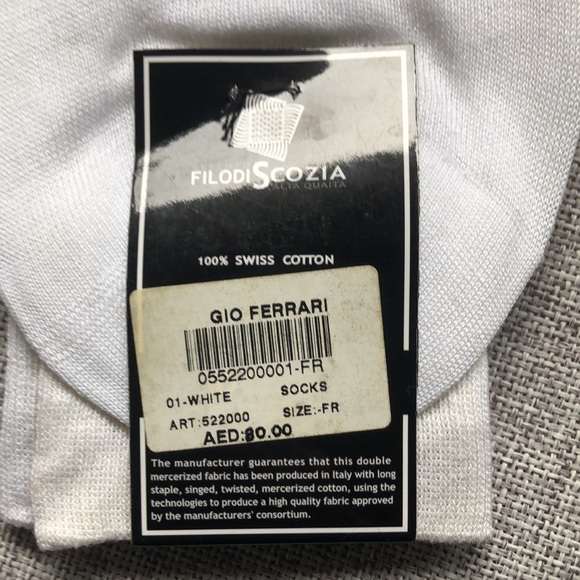 FILODISCOZIA
ALTA QUAITA
100% SWISS COTTON
GIO FERRARI
0552200001-FR
01-WHITE SOCKS
ART:522000 SIZE:-FR
AED:80.00
The manufacturer guarantees that this double
mercerized fabric has been produced in Italy with long
staple, singed, twisted, mercerized cotton, using the
technologies to produce a high quality fabric approved
by the manufacturers' consortium.